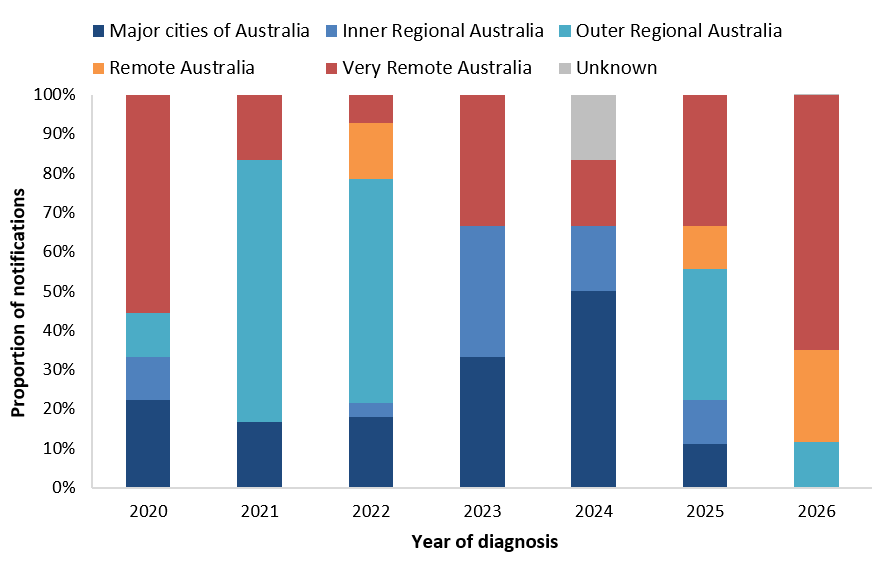 Major cities of Australia Inner Regional Australia Outer Regional Australia
Remote Australia Very Remote Australia Unknown
100%
90%
80%
70%
60%
50%
40%
30%
20%
10%
0%
Proportion of notifications
2020 2021 2022 2023 2024 2025 2026
Year of diagnosis